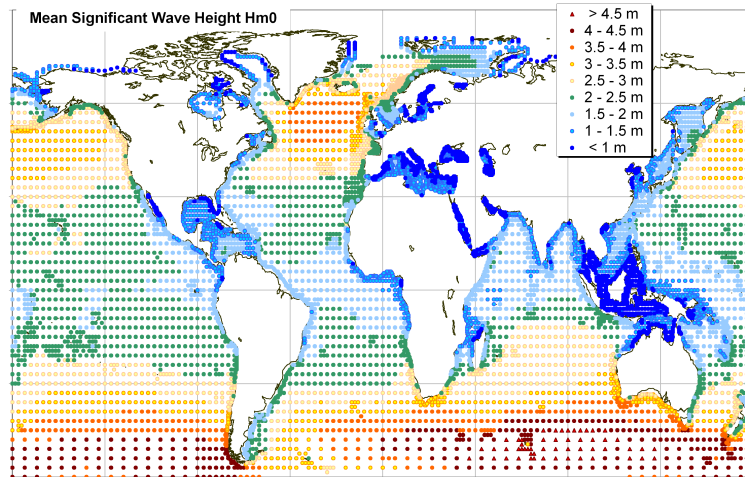 Mean Significant Wave Height Hm0
> 4.5 m
4 - 4.5 m
3.5 - 4 m
3 - 3.5 m
2.5 - 3 m
2 - 2.5 m
1.5 - 2 m
1 - 1.5 m
< 1 m